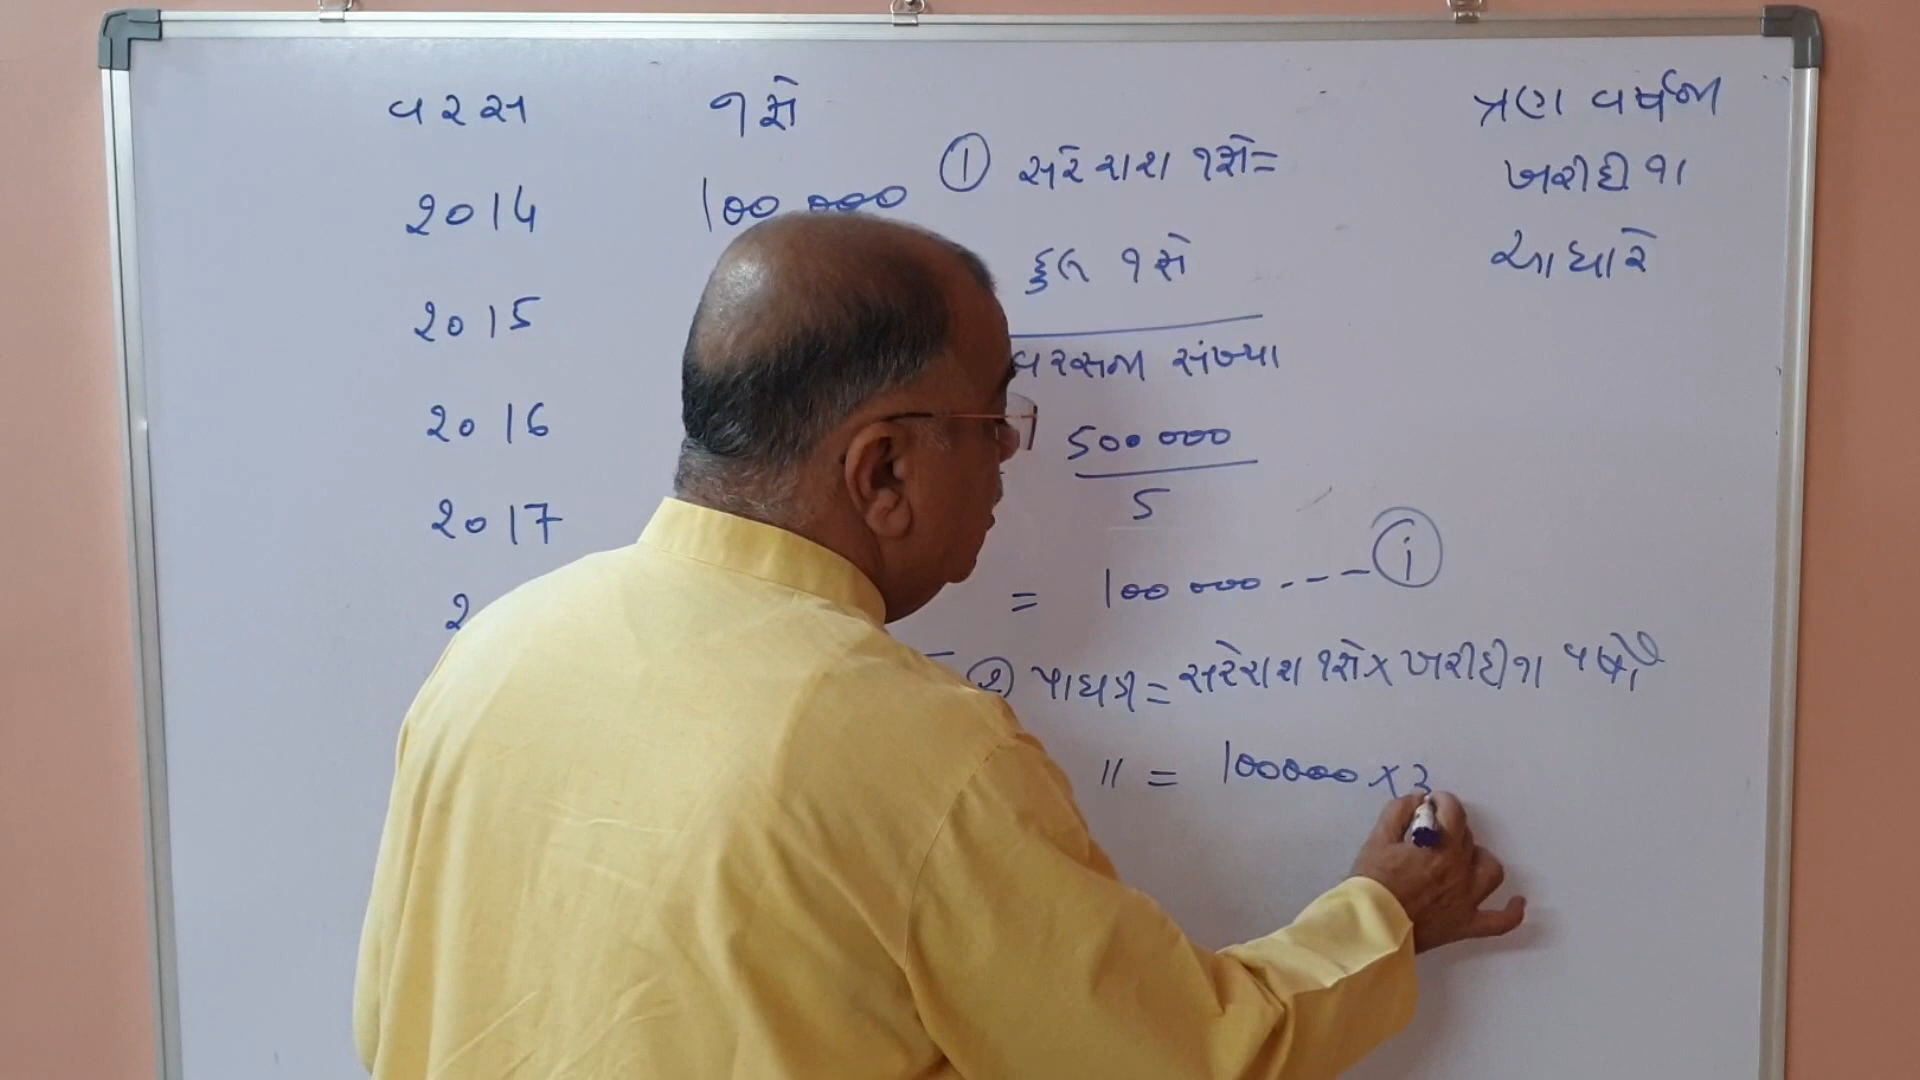 વરસ નફો
2014 100 000
2015
2016
2017
2
① સરેરાશ નફો =
કુલ નફો
વરસની સંખ્યા
500 000
5
= 100 000 - - - ⓘ
② પાઘડી = સરેરાશ નફો × ખરીદીના વર્ષો
" = 100000 × 3
ત્રણ વર્ષની
ખરીદીના
આધારે